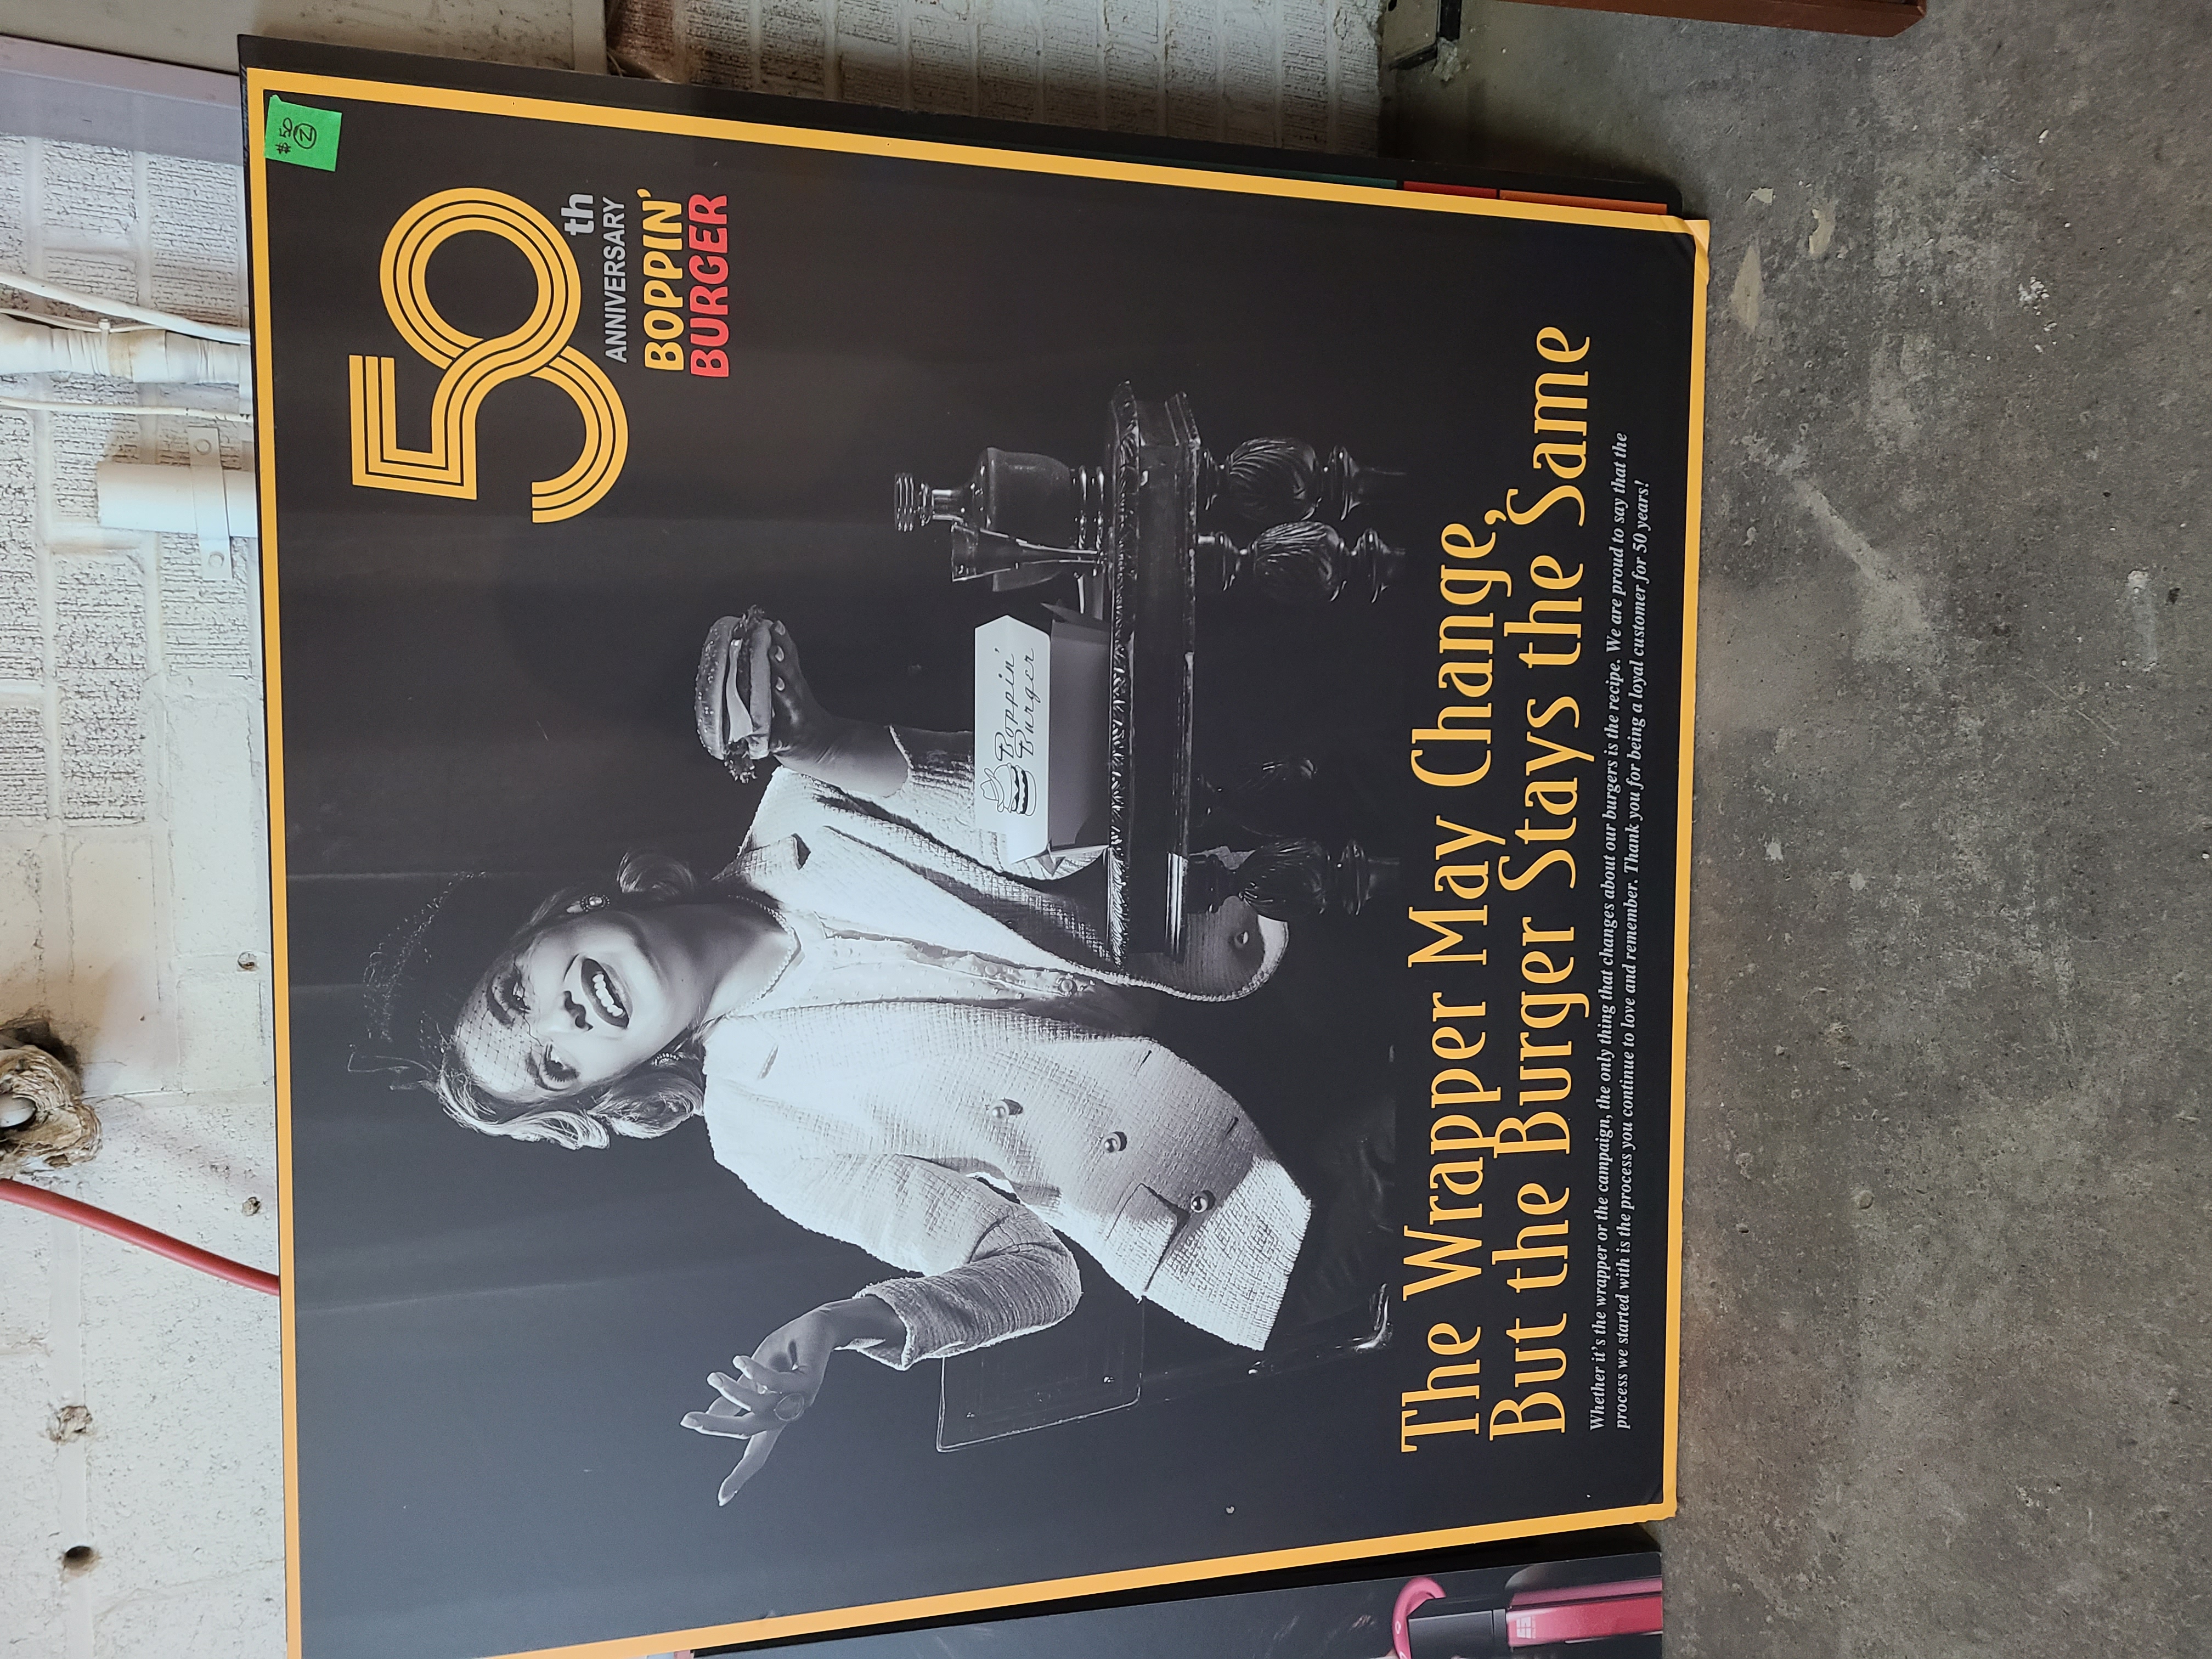 $50
Z
50th
ANNIVERSARY
BOPPIN'
BURGER
Boppin'
Burger
The Wrapper May Change,
But the Burger Stays the Same
Whether it's the wrapper or the campaign, the only thing that changes about our burgers is the recipe. We are proud to say that the
process we started with is the process you continue to love and remember. Thank you for being a loyal customer for 50 years!